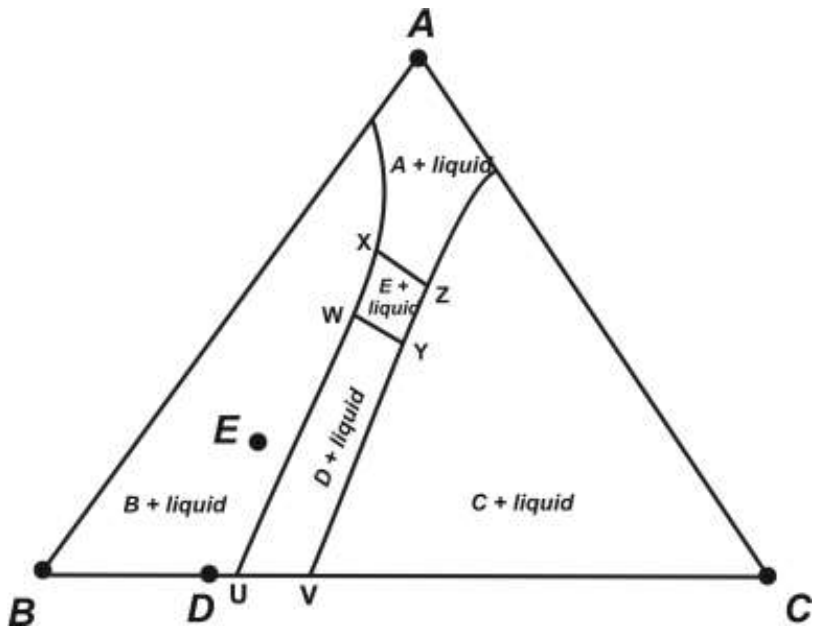 A
A + liquid
X
E +
liquid
Z
W
Y
E
D + liquid
B + liquid
C + liquid
B
D
U
V
C